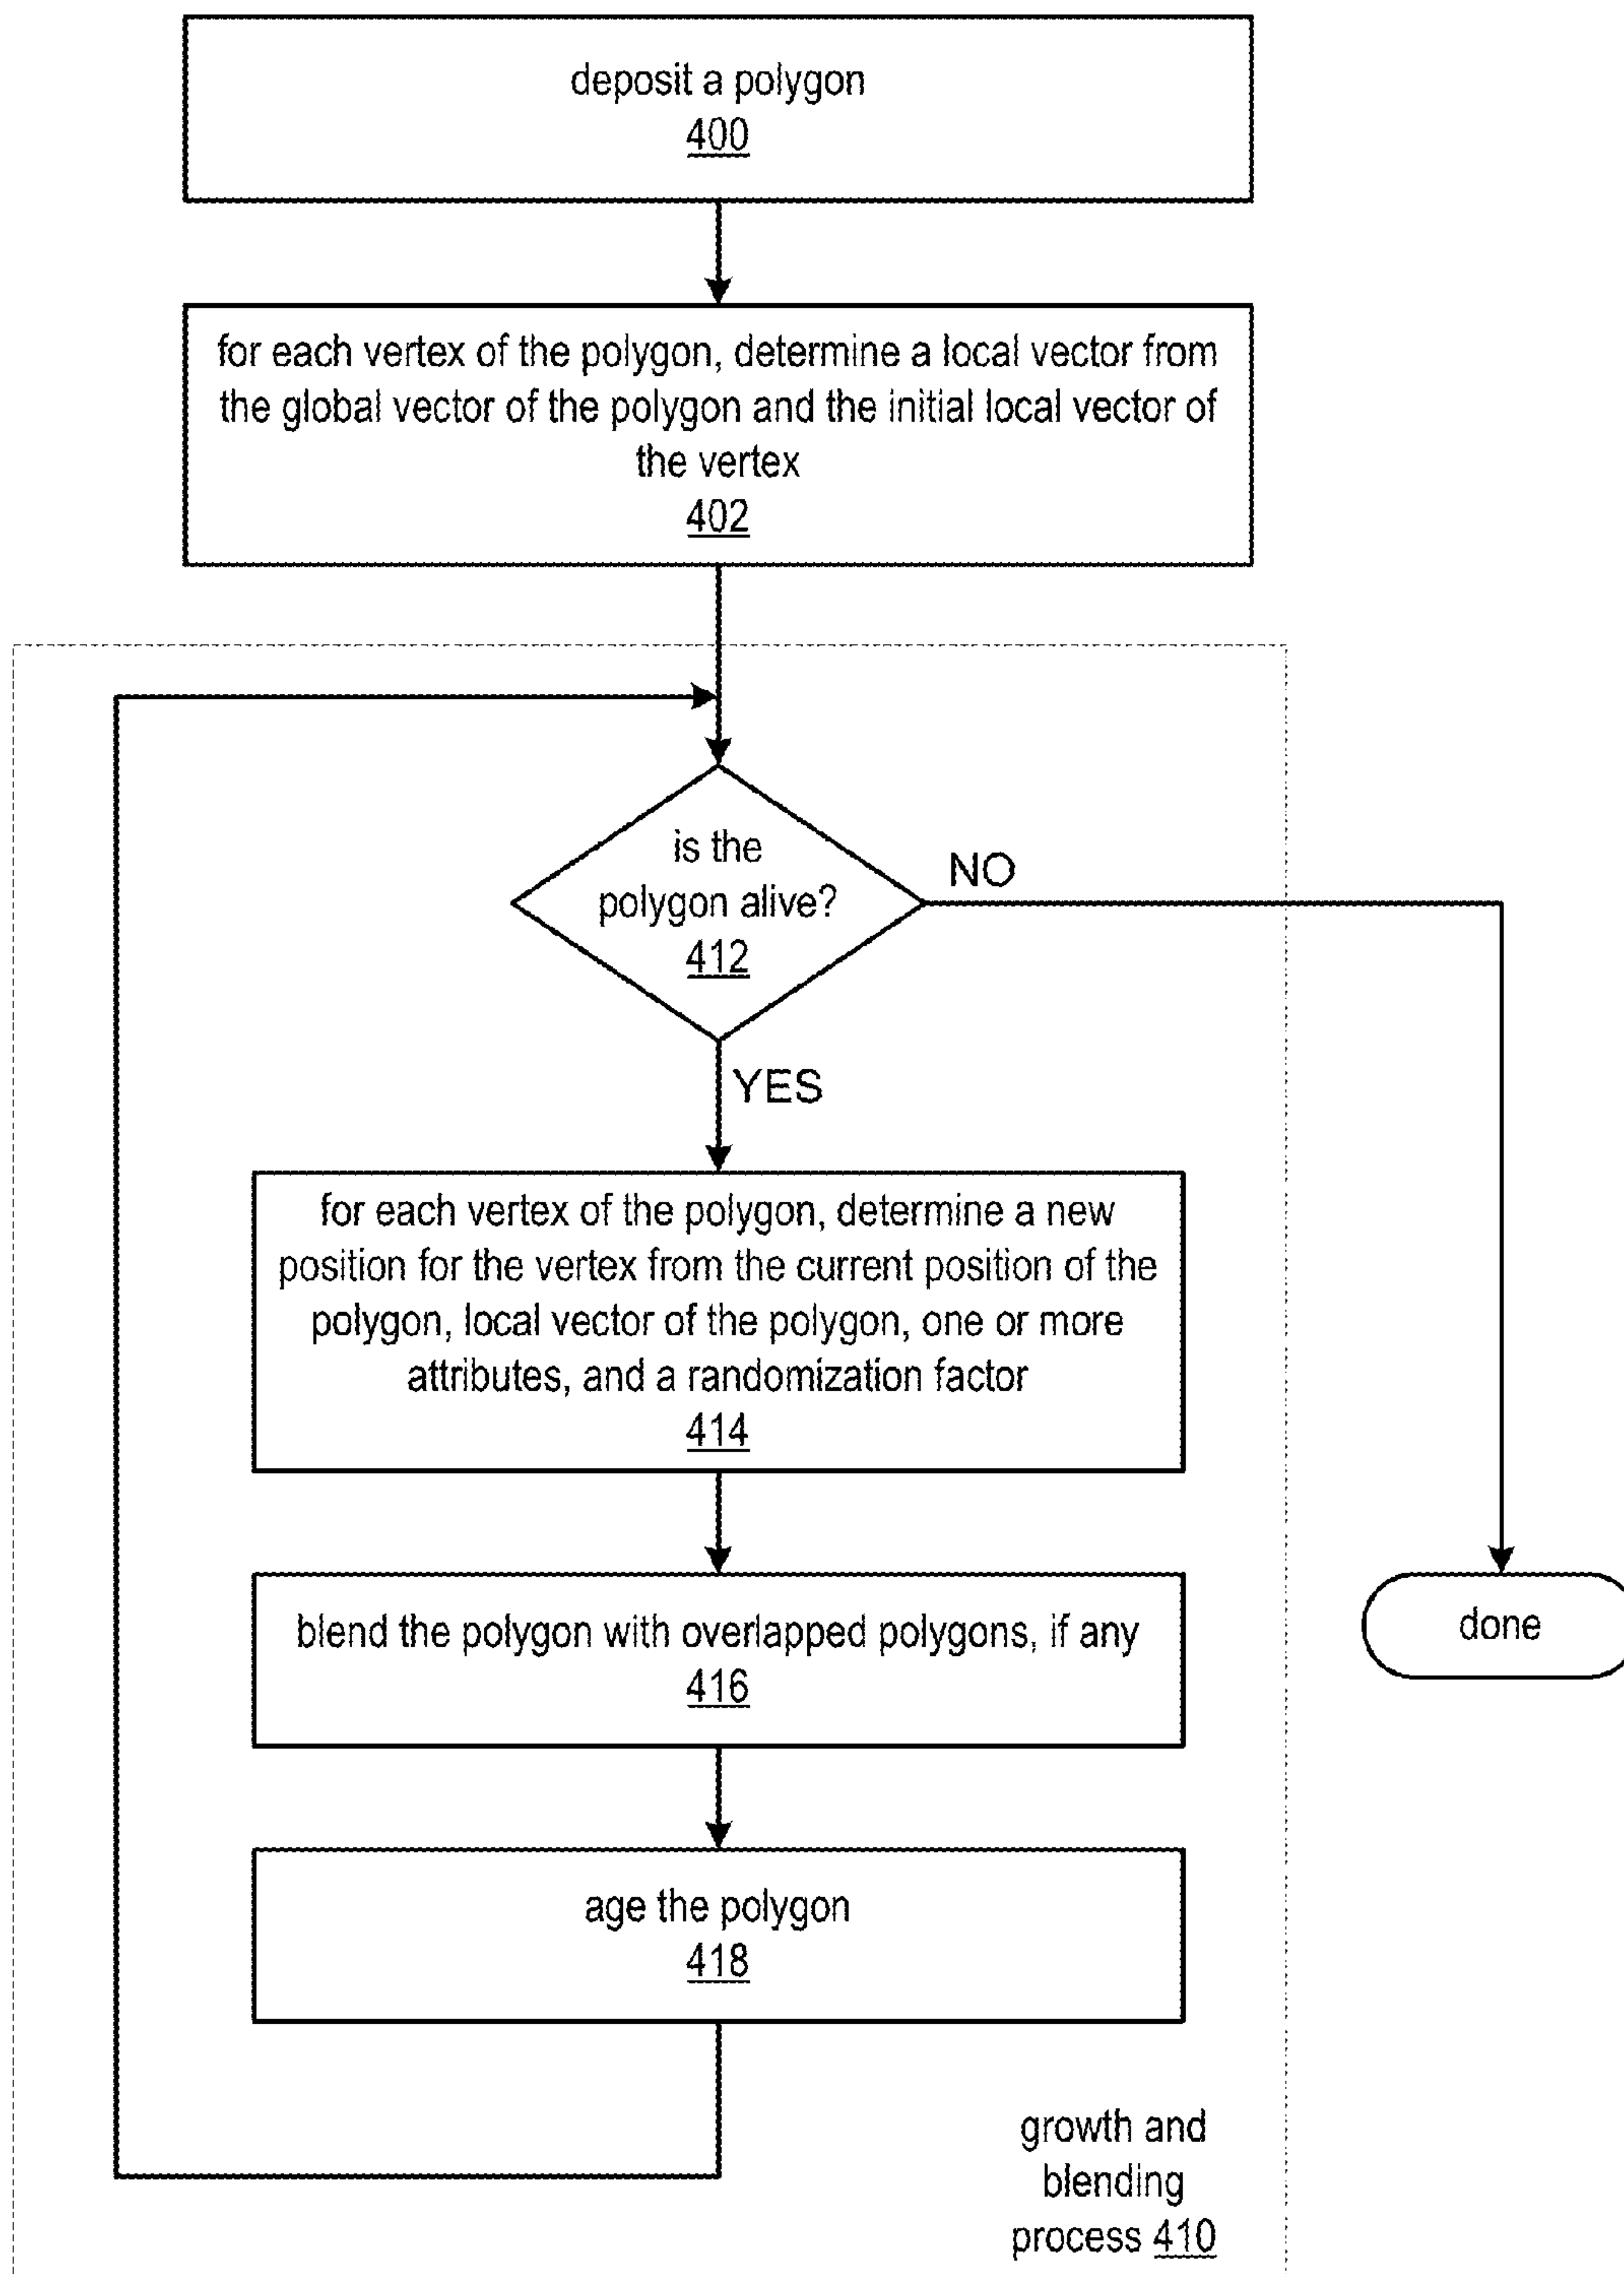 deposit a polygon
400
for each vertex of the polygon, determine a local vector from
the global vector of the polygon and the initial local vector of
the vertex
402
is the
polygon alive?
412
NO
YES
for each vertex of the polygon, determine a new
position for the vertex from the current position of the
polygon, local vector of the polygon, one or more
attributes, and a randomization factor
414
blend the polygon with overlapped polygons, if any
416
done
age the polygon
418
growth and
blending
process 410